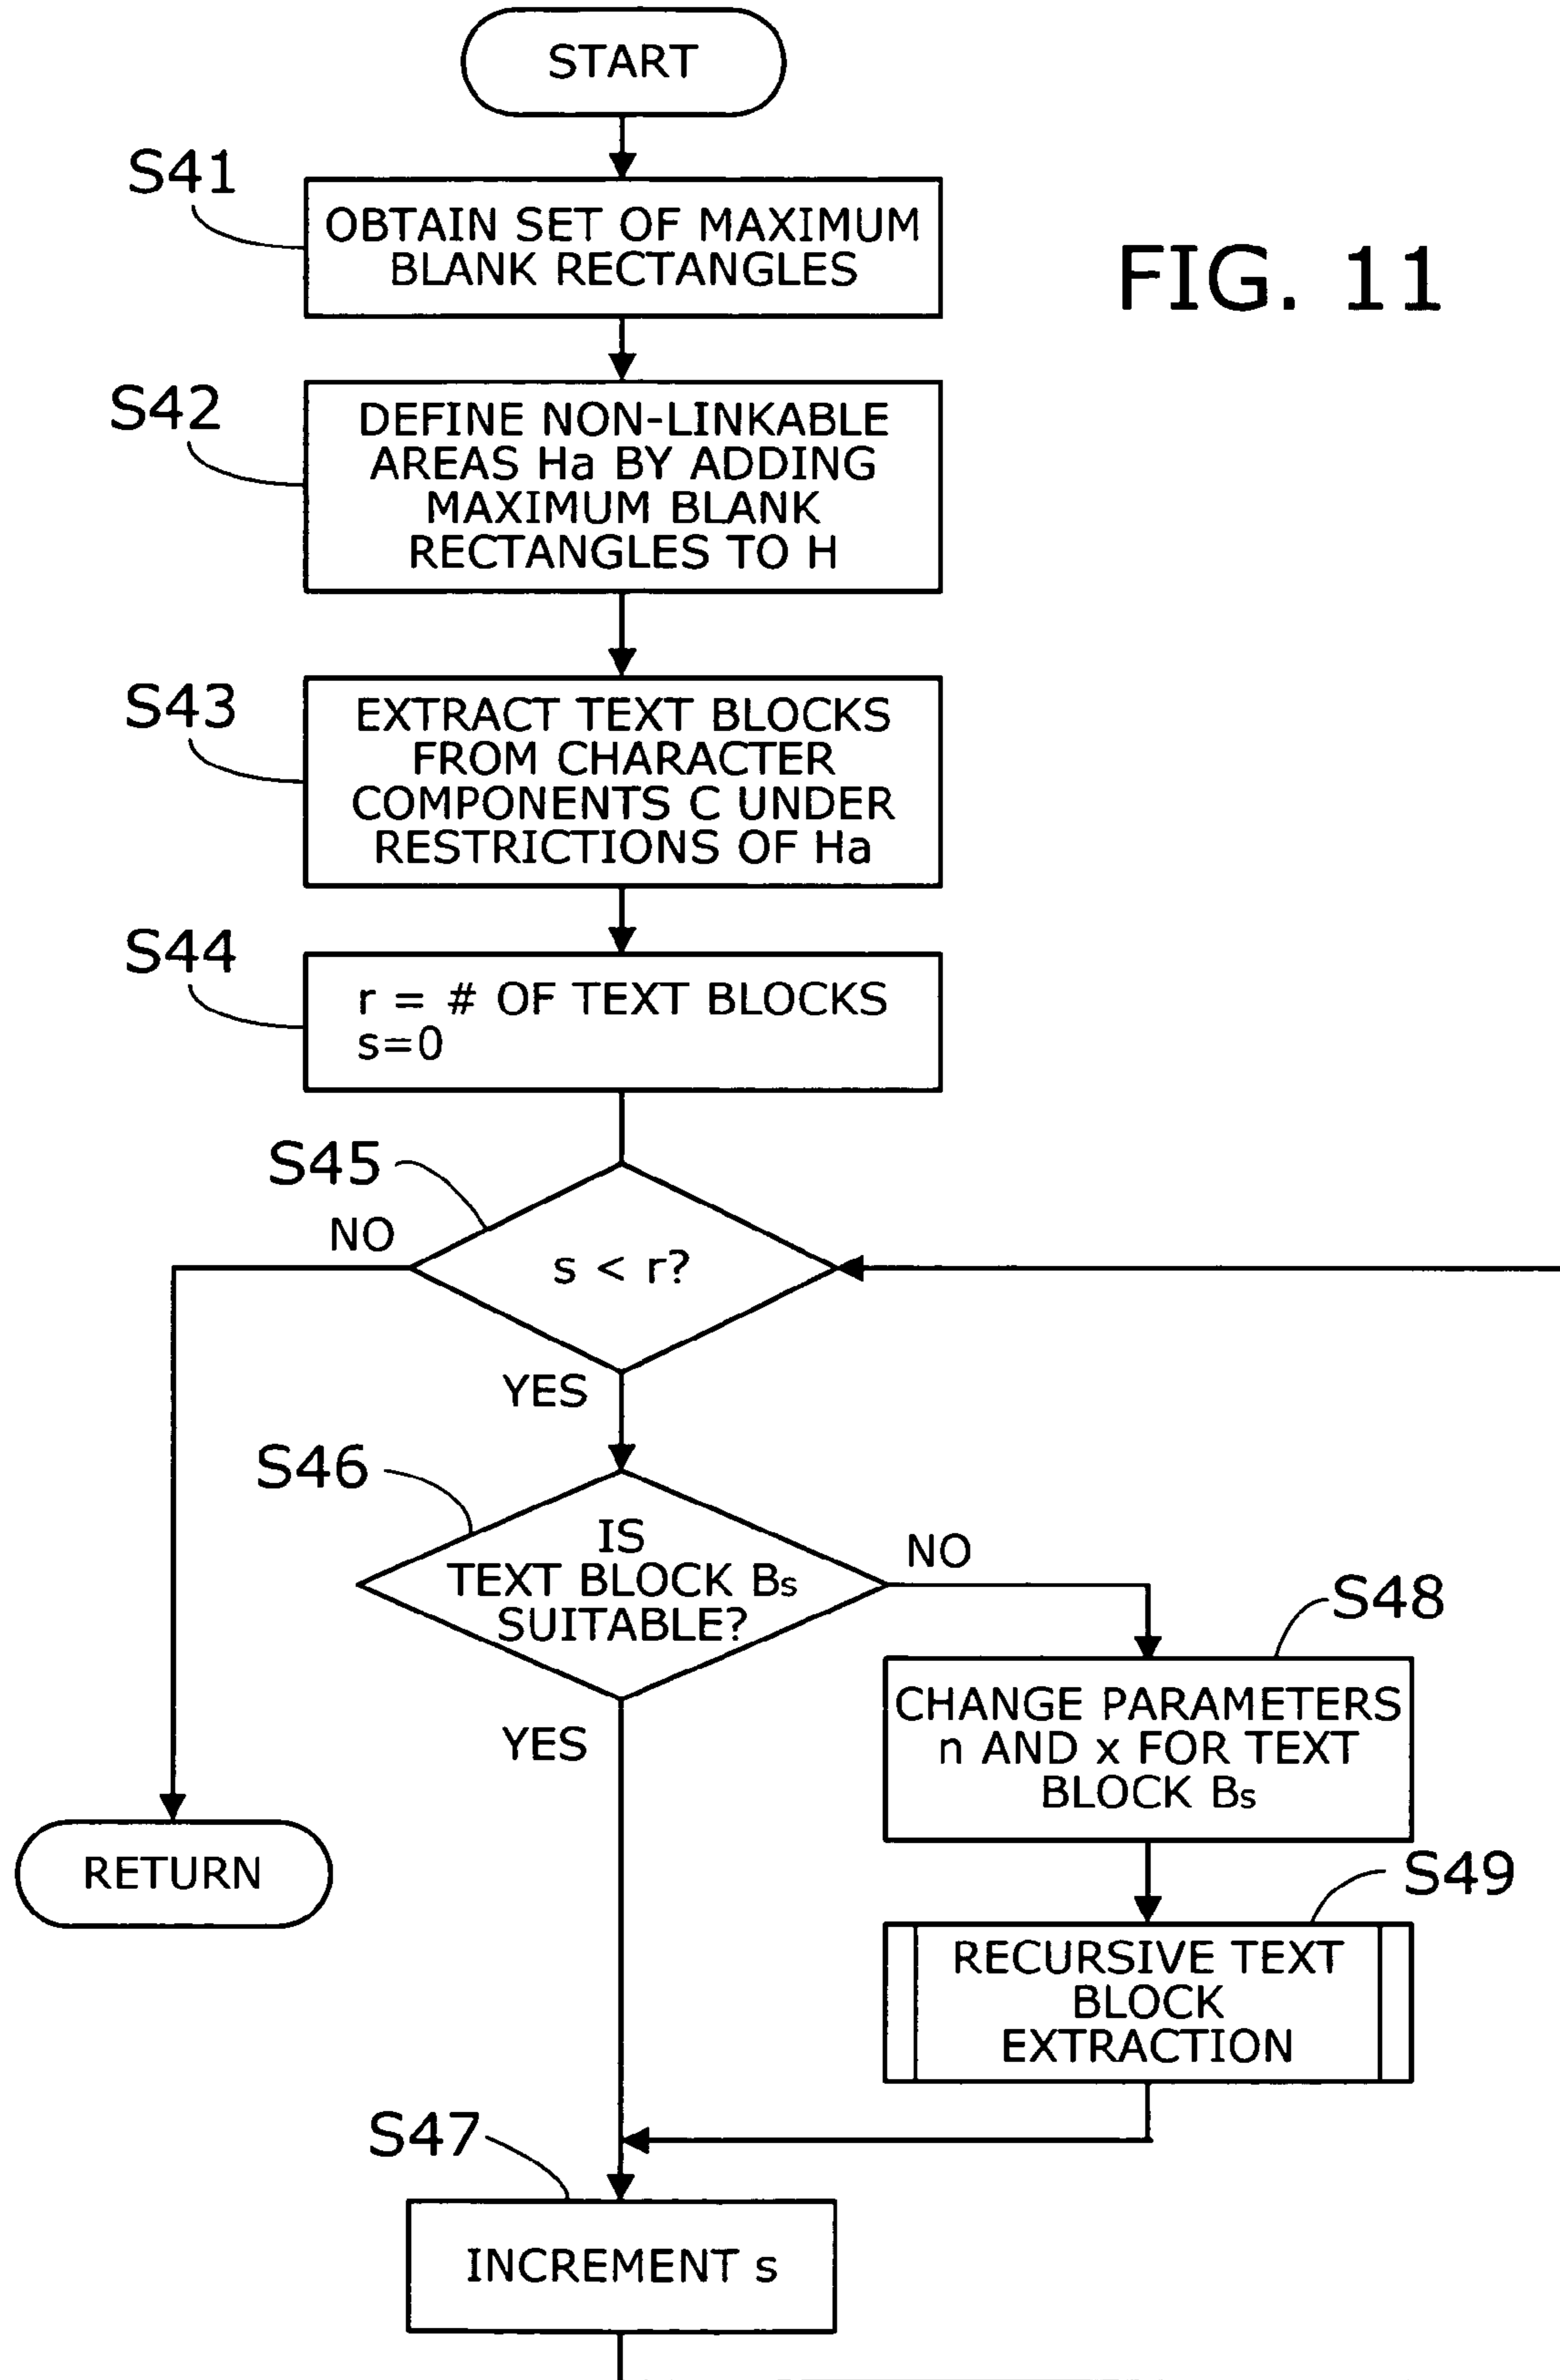 START
S41
OBTAIN SET OF MAXIMUM
BLANK RECTANGLES
FIG. 11
S42
DEFINE NON-LINKABLE
AREAS Ha BY ADDING
MAXIMUM BLANK
RECTANGLES TO H
S43
EXTRACT TEXT BLOCKS
FROM CHARACTER
COMPONENTS C UNDER
RESTRICTIONS OF Ha
S44
r = # OF TEXT BLOCKS
s=0
S45
NO
s < r?
YES
S46
IS
TEXT BLOCK Bs
SUITABLE?
NO
YES
S48
CHANGE PARAMETERS
n AND x FOR TEXT
BLOCK Bs
RETURN
S49
RECURSIVE TEXT
BLOCK
EXTRACTION
S47
INCREMENT s